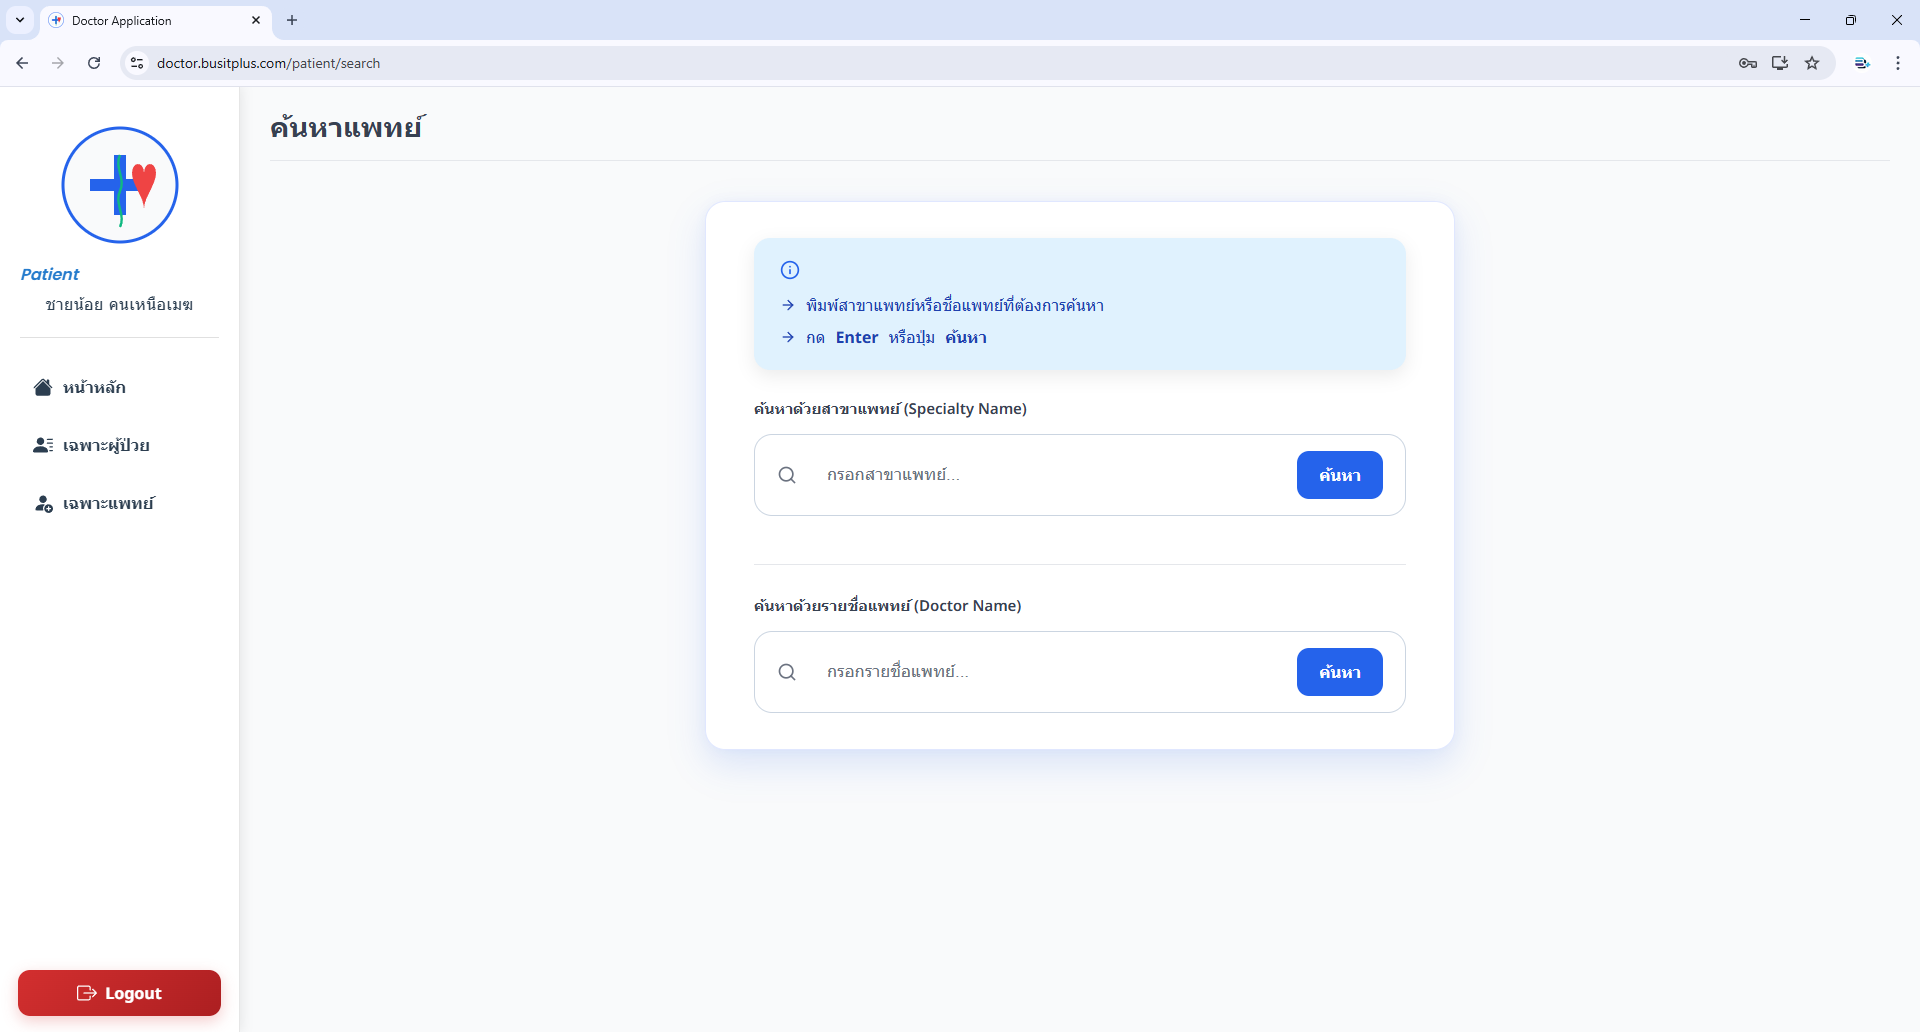 Doctor Application
doctor.busitplus.com/patient/search
Patient
ชายน้อย คนเหนือเมฆ
หน้าหลัก
เฉพาะผู้ป่วย
เฉพาะแพทย์
Logout
ค้นหาแพทย์
พิมพ์สาขาแพทย์หรือชื่อแพทย์ที่ต้องการค้นหา
กด Enter หรือปุ่ม ค้นหา
ค้นหาด้วยสาขาแพทย์ (Specialty Name)
กรอกสาขาแพทย์...
ค้นหา
ค้นหาด้วยรายชื่อแพทย์ (Doctor Name)
กรอกรายชื่อแพทย์...
ค้นหา